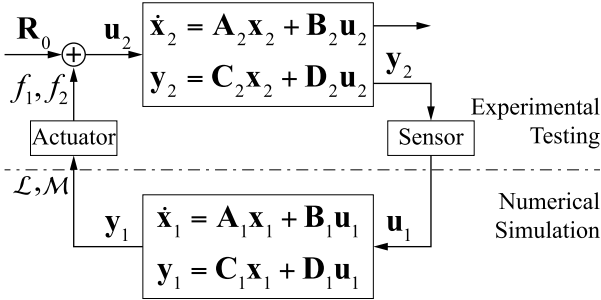 R₀
u₂
ẋ₂ = A₂x₂ + B₂u₂
y₂ = C₂x₂ + D₂u₂
y₂
+
f₁, f₂
Actuator
Sensor
Experimental
Testing
ℒ, ℳ
Numerical
Simulation
y₁
ẋ₁ = A₁x₁ + B₁u₁
y₁ = C₁x₁ + D₁u₁
u₁